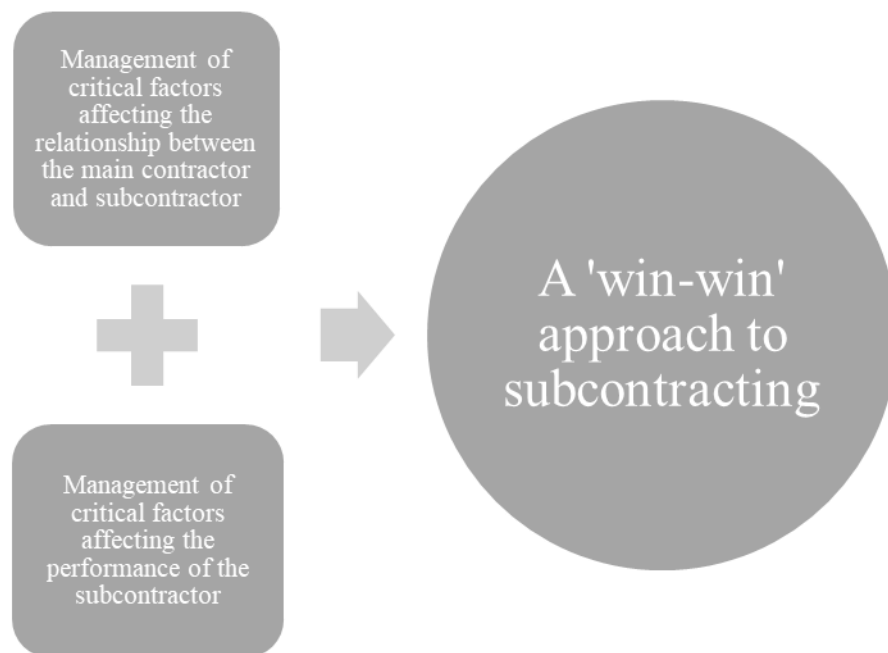 Management of
critical factors
affecting the
relationship between
the main contractor
and subcontractor
Management of
critical factors
affecting the
performance of the
subcontractor
A 'win-win'
approach to
subcontracting